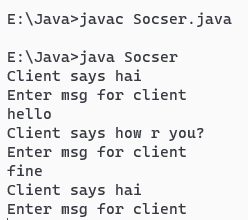 E:\Java>javac Socser.java
E:\Java>java Socser
Client says hai
Enter msg for client
hello
Client says how r you?
Enter msg for client
fine
Client says hai
Enter msg for client